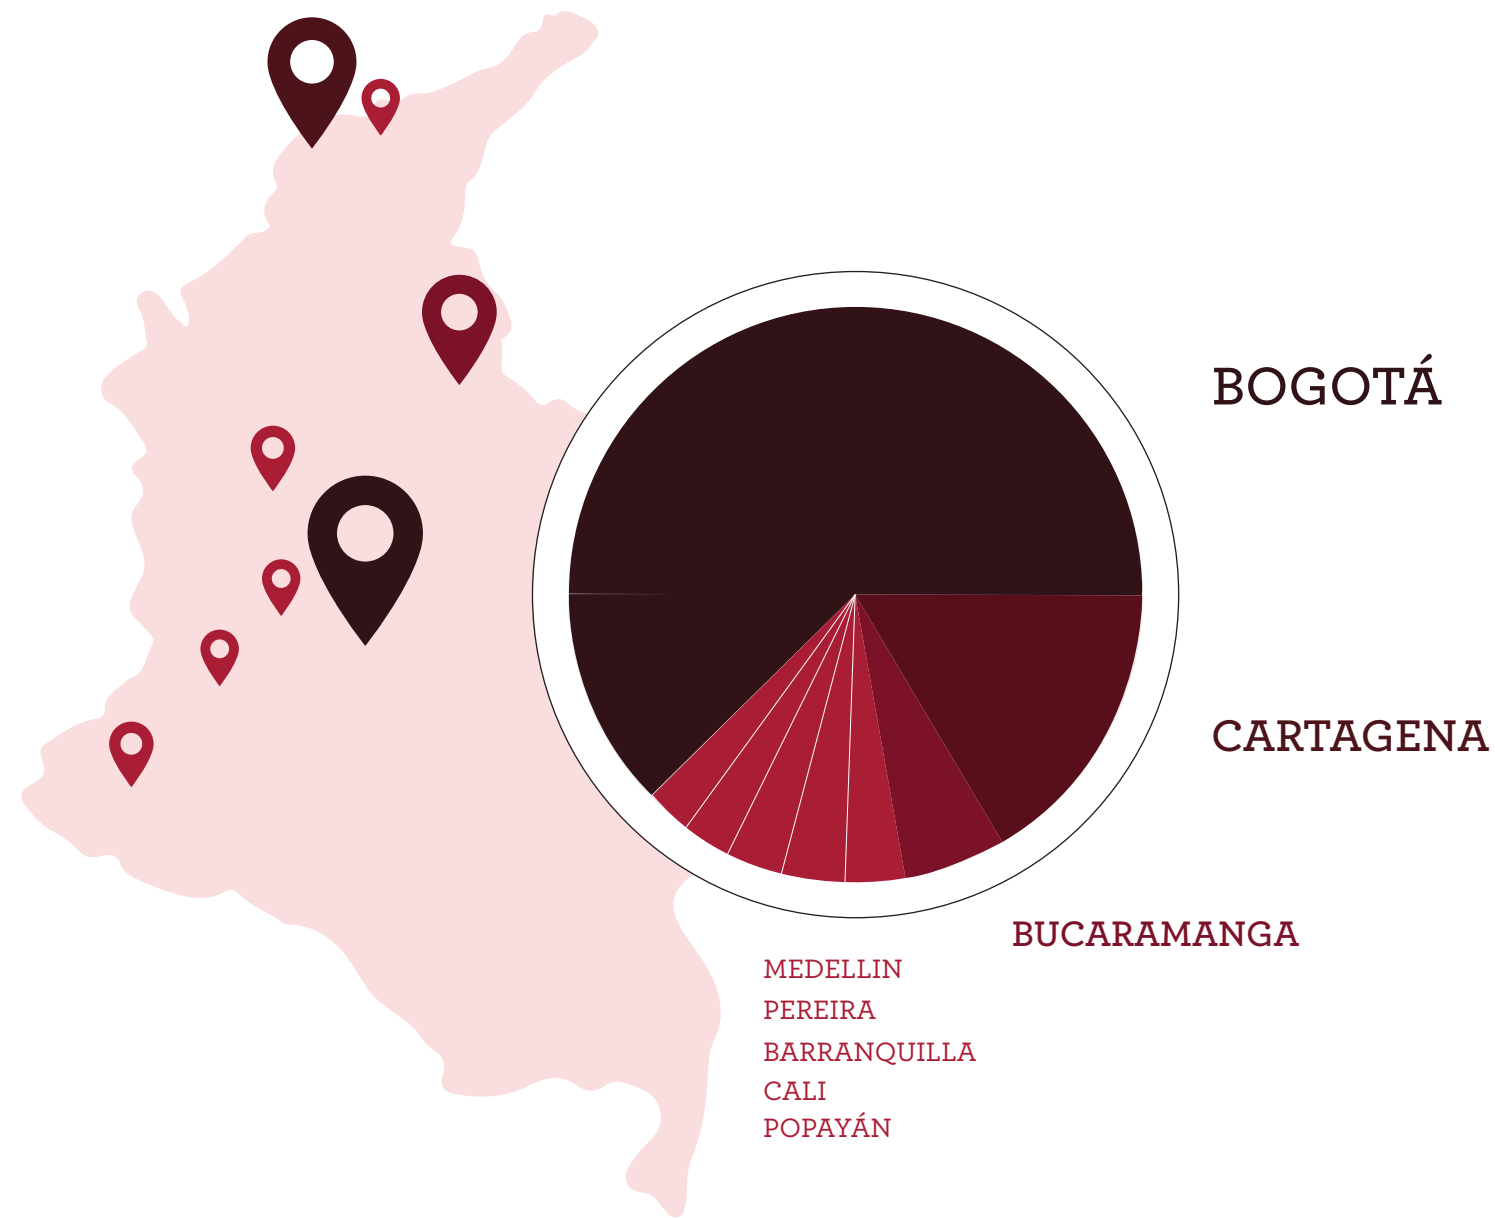 BOGOTÁ
CARTAGENA
BUCARAMANGA
MEDELLIN
PEREIRA
BARRANQUILLA
CALI
POPAYÁN